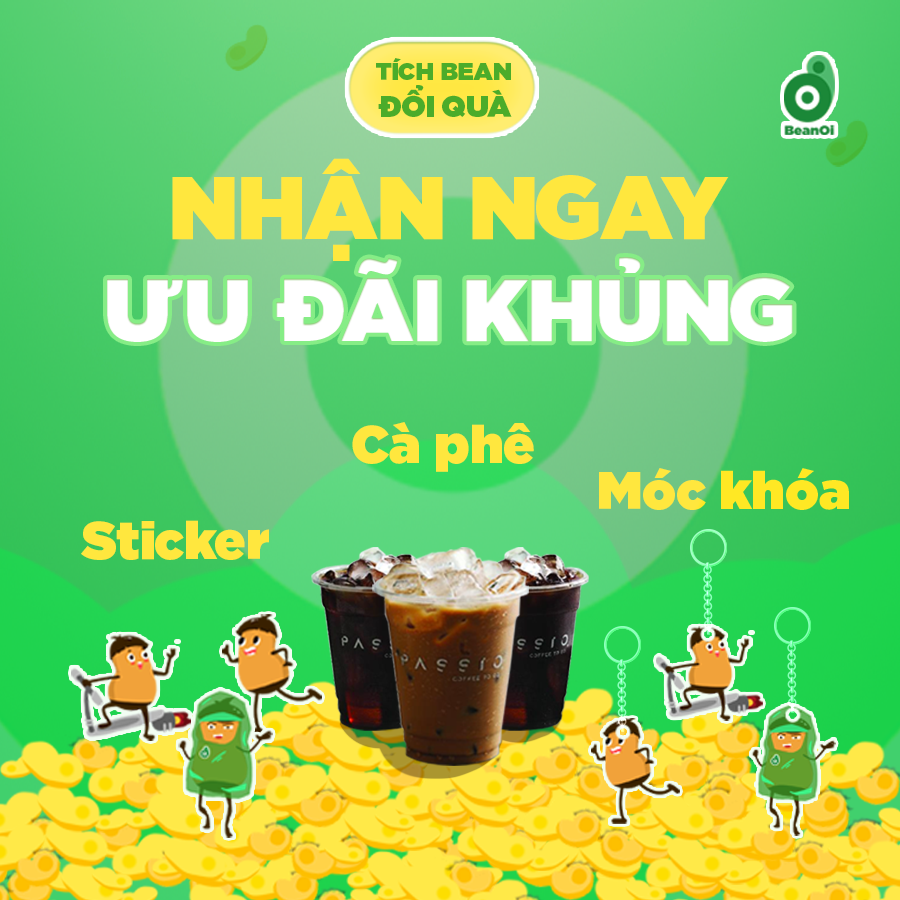 TÍCH BEAN
ĐỔI QUÀ
BeanOi
NHẬN NGAY
ƯU ĐÃI KHỦNG
Cà phê
Móc khóa
Sticker
PASSIO